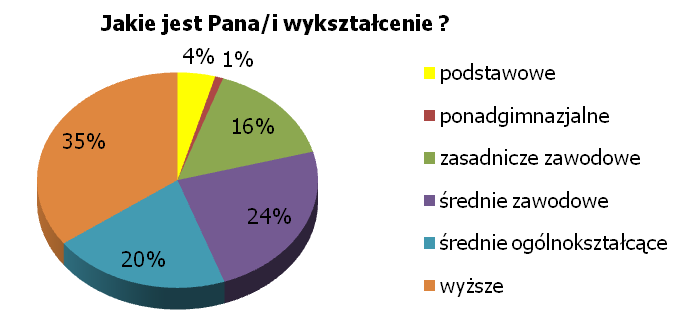 Jakie jest Pana/i wykształcenie ?
4%
1%
16%
24%
20%
35%
podstawowe
ponadgimnazjalne
zasadnicze zawodowe
średnie zawodowe
średnie ogólnokształcące
wyższe